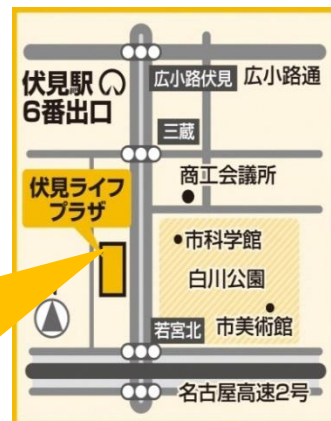 伏見駅
6番出口
広小路伏見
広小路通
三蔵
商工会議所
伏見ライフ
プラザ
市科学館
白川公園
若宮北
市美術館
名古屋高速2号